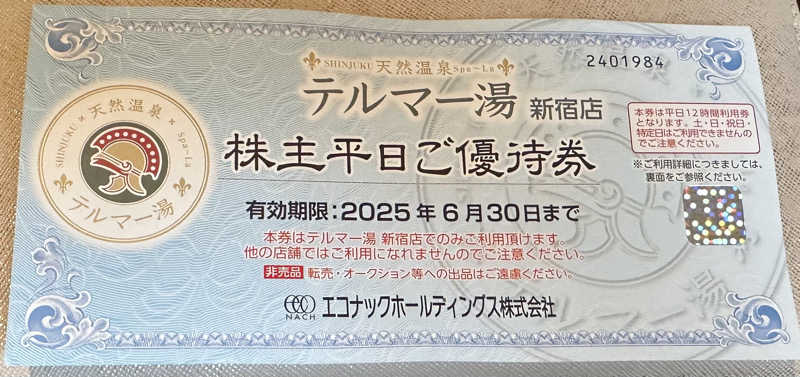 SHINJUKU 天然温泉 Spa~La
2401984
テルマー湯 新宿店
株主平日ご優待券
有効期限：2025年6月30日まで
本券はテルマー湯 新宿店でのみご利用頂けます。
他の店舗ではご利用になれませんのでご注意ください。
非売品 転売・オークション等への出品はご遠慮ください。
NACH エコナックホールディングス株式会社
本券は平日12時間利用券
となります。土・日・祝日・
特定日はご利用できませんの
でご注意ください。
※ご利用詳細につきましては、
裏面をご参照ください。
SHINJUKU × 天然温泉 × Spa~La
テルマー湯